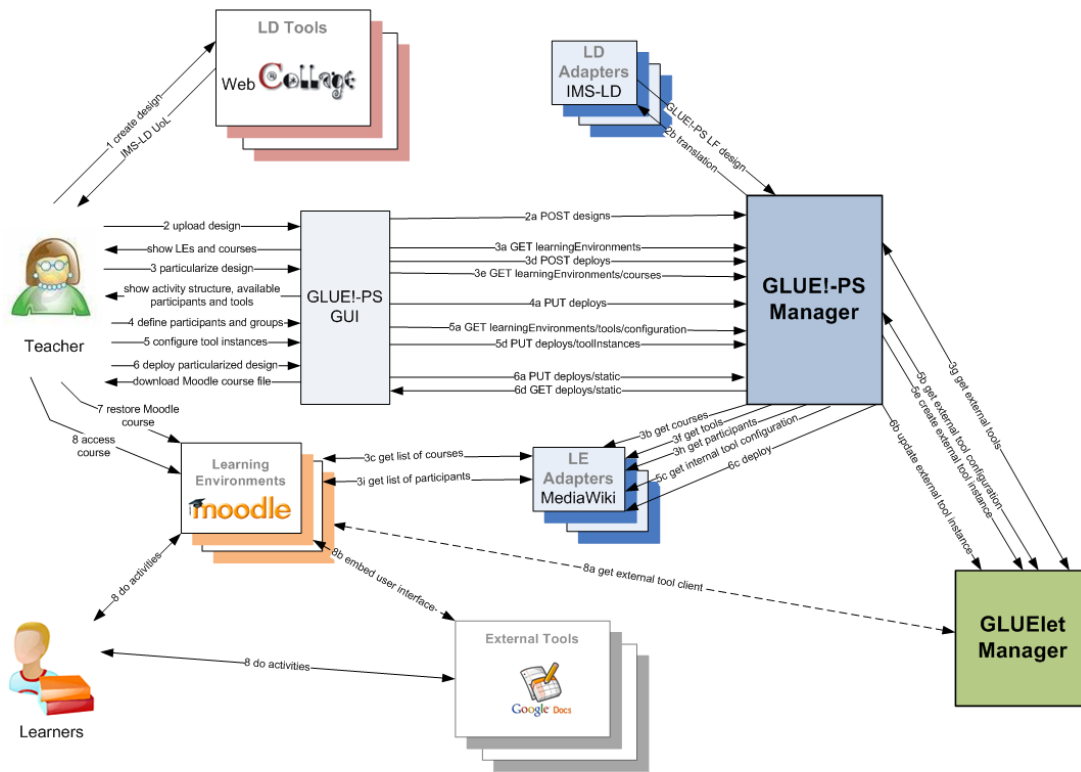 LD Tools
Web Collage
1 create design
IMS-LD UoL
LD
Adapters
IMS-LD
GLUE!-PS LF design
2b translation
2 upload design
show LEs and courses
3 particularize design
show activity structure, available
participants and tools
4 define participants and groups
5 configure tool instances
6 deploy particularized design
download Moodle course file
Teacher
GLUE!-PS
GUI
2a POST designs
3a GET learningEnvironments
3d POST deploys
3e GET learningEnvironments/courses
4a PUT deploys
5a GET learningEnvironments/tools/configuration
5d PUT deploys/toolInstances
6a PUT deploys/static
6d GET deploys/static
GLUE!-PS
Manager
3g get external tools
5b get external tool configuration
5e create external tool instance
6b update external tool instance
7 restore Moodle
course
8 access
course
3b get courses
3f get tools
3h get participants
5c get internal tool configuration
6c deploy
Learning
Environments
moodle
3c get list of courses
3i get list of participants
LE
Adapters
MediaWiki
8a get external tool client
8b embed user interface
8 do activities
GLUElet
Manager
External Tools
Google Docs
8 do activities
Learners